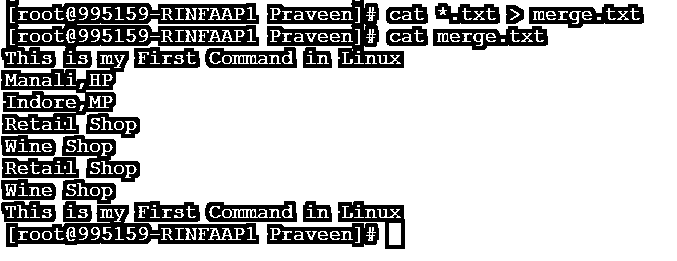 [root@995159-RINFAAP1 Praveen]# cat *.txt > merge.txt
[root@995159-RINFAAP1 Praveen]# cat merge.txt
This is my First Command in Linux
Manali,HP
Indore,MP
Retail Shop
Wine Shop
Retail Shop
Wine Shop
This is my First Command in Linux
[root@995159-RINFAAP1 Praveen]#